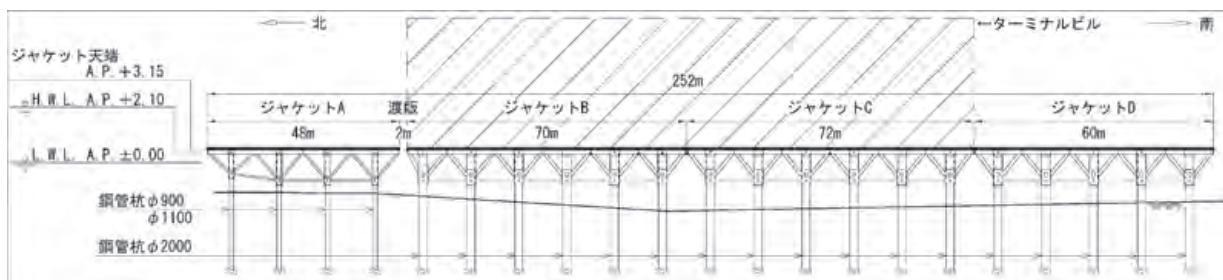 北
←ターミナルビル
南
ジャケット天端
A.P.+3.15
252m
H.W.L. A.P.+2.10
ジャケットA
渡版
ジャケットB
ジャケットC
ジャケットD
48m
2m
70m
72m
60m
L.W.L. A.P.±0.00
鋼管杭φ900
φ1100
鋼管杭φ2000